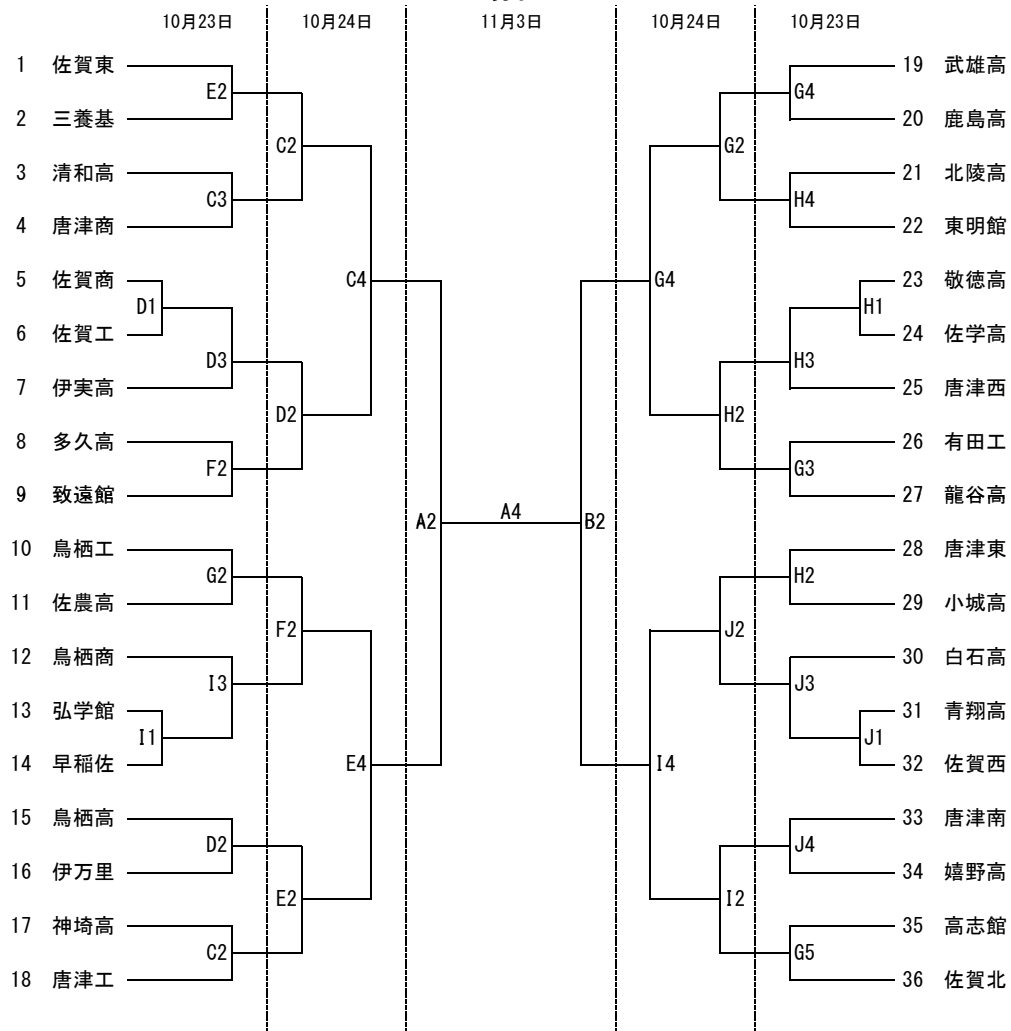 10月23日 10月24日 11月3日 10月24日 10月23日
1 佐賀東 19 武雄高
E2 G4
2 三養基 20 鹿島高
C2 G2
3 清和高 21 北陵高
C3 H4
4 唐津商 22 東明館
5 佐賀商 C4 G4 23 敬徳高
D1 H1
6 佐賀工 24 佐学高
D3 H3
7 伊実高 25 唐津西
D2 H2
8 多久高 26 有田工
F2 G3
9 致遠館 27 龍谷高
A2 A4 B2
10 鳥栖工 28 唐津東
G2 H2
11 佐農高 29 小城高
F2 J2
12 鳥栖商 30 白石高
I3 J3
13 弘学館 31 青翔高
I1 J1
14 早稲佐 E4 I4 32 佐賀西
15 鳥栖高 33 唐津南
D2 J4
16 伊万里 34 嬉野高
E2 I2
17 神埼高 35 高志館
C2 G5
18 唐津工 36 佐賀北